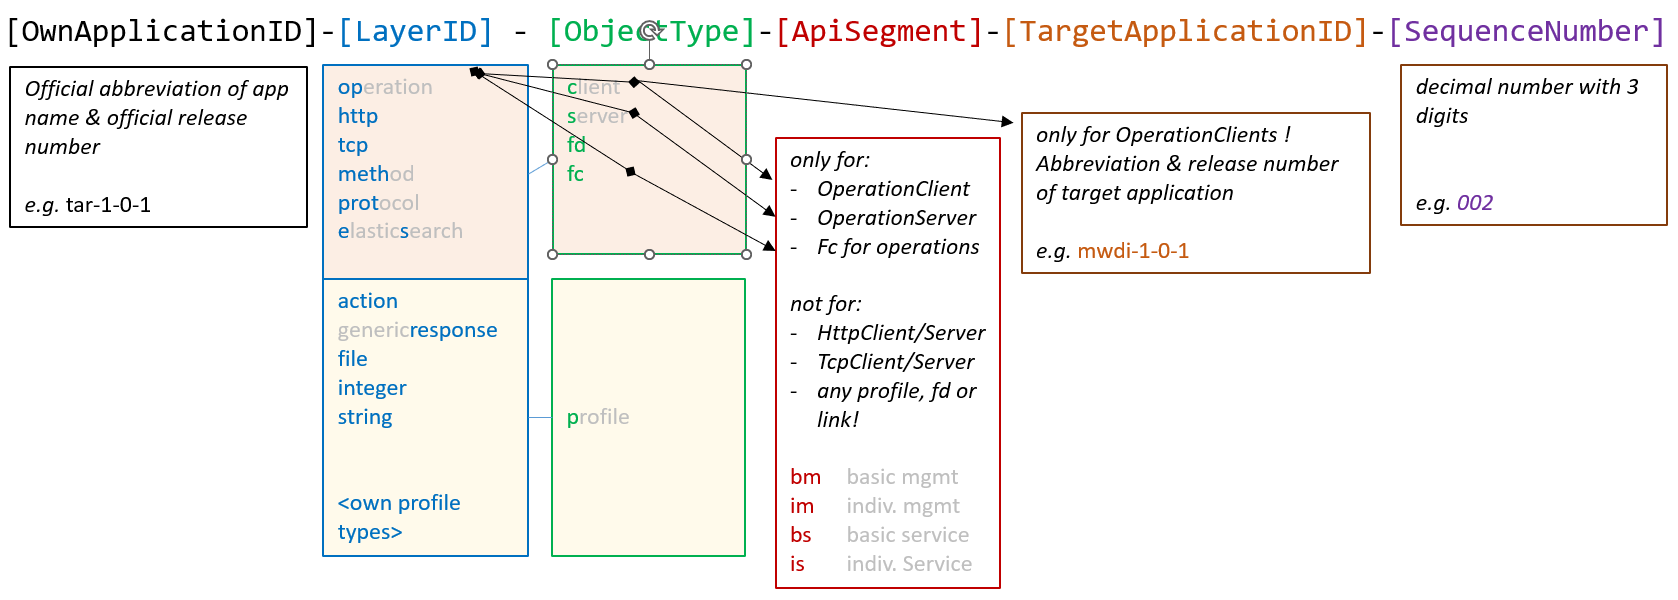 [OwnApplicationID]-[LayerID] - [ObjectType]-[ApiSegment]-[TargetApplicationID]-[SequenceNumber]
Official abbreviation of app
name & official release
number
e.g. tar-1-0-1
operation
http
tcp
method
protocol
elasticsearch
action
genericresponse
file
integer
string
<own profile
types>
client
server
fd
fc
profile
only for:
- OperationClient
- OperationServer
- Fc for operations
not for:
- HttpClient/Server
- TcpClient/Server
- any profile, fd or
link!
bm basic mgmt
im indiv. mgmt
bs basic service
is indiv. Service
only for OperationClients !
Abbreviation & release number
of target application
e.g. mwdi-1-0-1
decimal number with 3
digits
e.g. 002